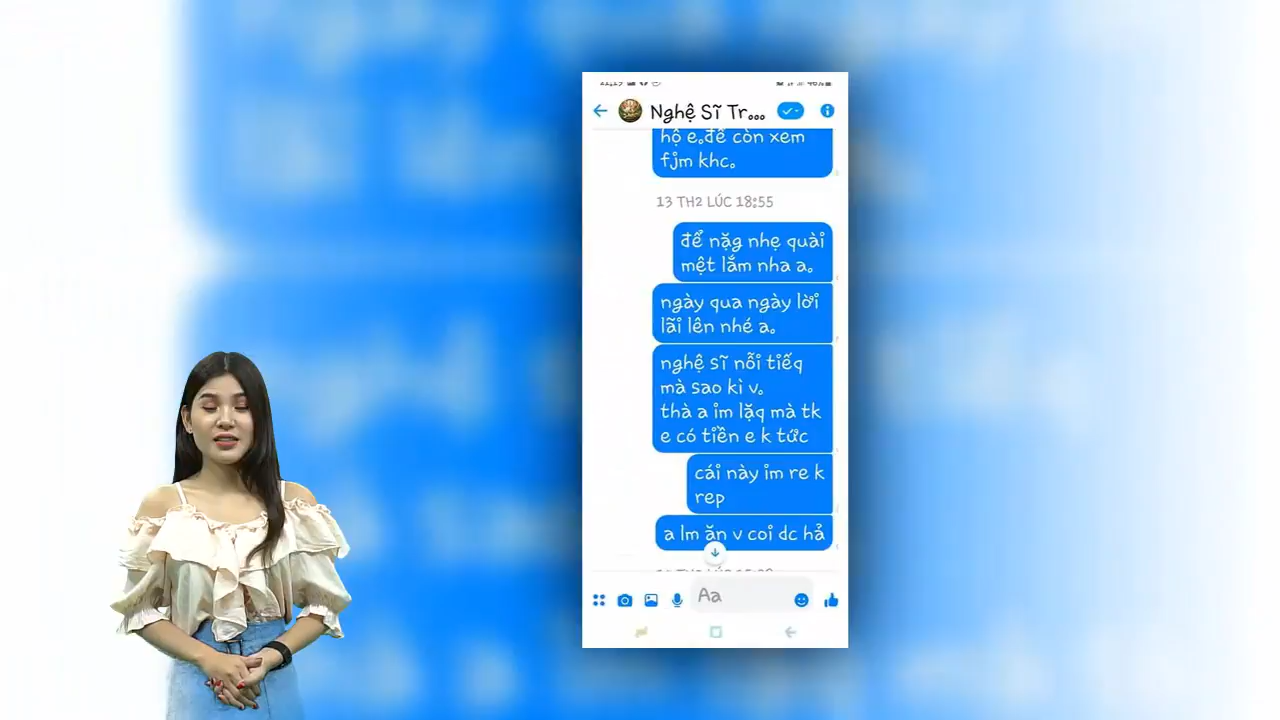 Nghệ Sĩ Tr...
hộ e.để còn xem
fjm khc.
13 TH2 LÚC 18:55
để nặg nhẹ quài
mệt lắm nha a.
ngày qua ngày lời
lãi lên nhé a.
nghệ sĩ nỗi tiếq
mà sao kì v.
thà a im lặq mà tk
e có tiền e k tức
cái này im re k
rep
a lm ăn v coi dc hả
Aa